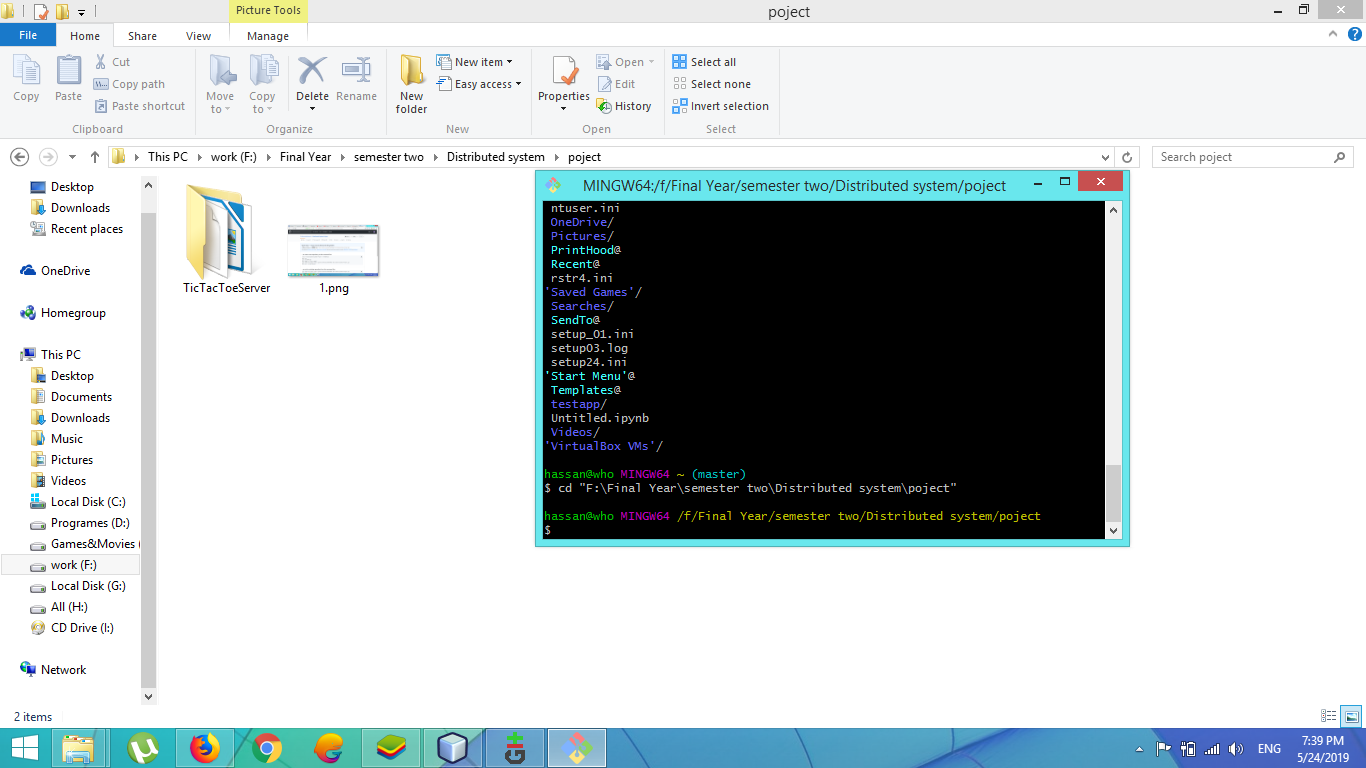 Picture Tools
poject
File
Home
Share
View
Manage
Copy
Paste
Cut
Copy path
Paste shortcut
Clipboard
Move to
Copy to
Delete
Rename
Organize
New folder
New item
Easy access
New
Properties
Open
Edit
History
Open
Select all
Select none
Invert selection
Select
This PC
work (F:)
Final Year
semester two
Distributed system
poject
Search poject
Desktop
Downloads
Recent places
OneDrive
Homegroup
This PC
Desktop
Documents
Downloads
Music
Pictures
Videos
Local Disk (C:)
Programes (D:)
Games&Movies (
work (F:)
Local Disk (G:)
All (H:)
CD Drive (I:)
Network
TicTacToeServer
1.png
MINGW64:/f/Final Year/semester two/Distributed system/poject
ntuser.ini
OneDrive/
Pictures/
PrintHood@
Recent@
rstr4.ini
'Saved Games'/
Searches/
SendTo@
setup_01.ini
setup03.log
setup24.ini
'Start Menu'@
Templates@
testapp/
Untitled.ipynb
Videos/
'VirtualBox VMs'/
hassan@who MINGW64 ~ (master)
$ cd "F:\Final Year\semester two\Distributed system\poject"
hassan@who MINGW64 /f/Final Year/semester two/Distributed system/poject
$
2 items
ENG
7:39 PM
5/24/2019